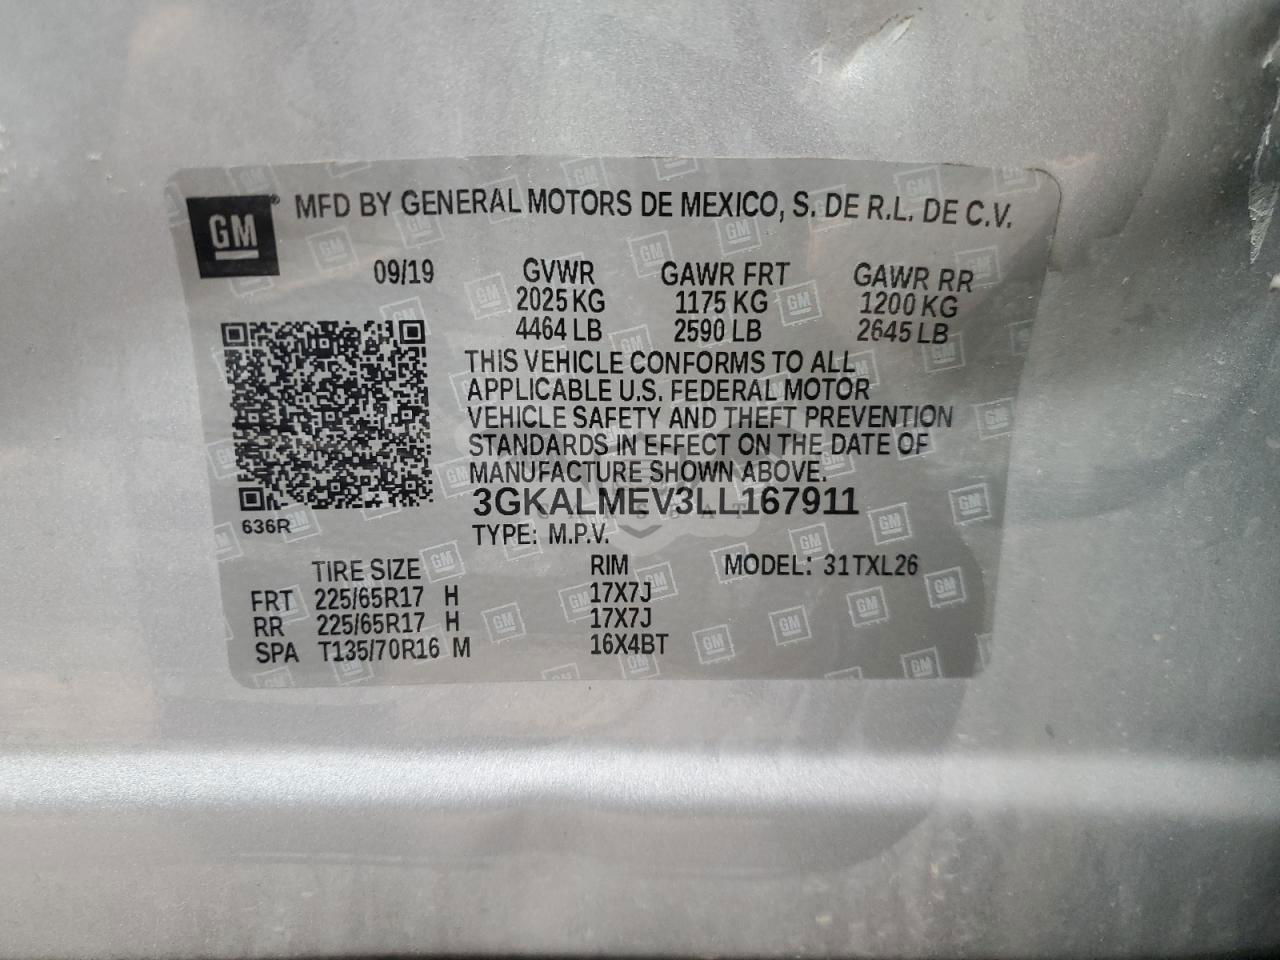 GM® MFD BY GENERAL MOTORS DE MEXICO, S. DE R.L. DE C.V.
09/19 GVWR GAWR FRT GAWR RR
2025 KG 1175 KG 1200 KG
4464 LB 2590 LB 2645 LB
THIS VEHICLE CONFORMS TO ALL
APPLICABLE U.S. FEDERAL MOTOR
VEHICLE SAFETY AND THEFT PREVENTION
STANDARDS IN EFFECT ON THE DATE OF
MANUFACTURE SHOWN ABOVE.
3GKALMEV3LL167911
636R
TYPE: M.P.V.
TIRE SIZE RIM MODEL: 31TXL26
FRT 225/65R17 H 17X7J
RR 225/65R17 H 17X7J
SPA T135/70R16 M 16X4BT